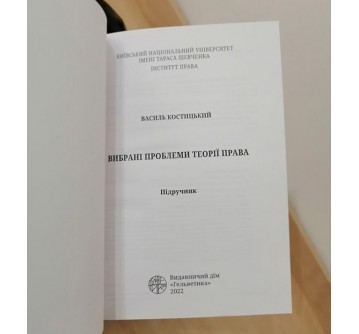 КИЇВСЬКИЙ НАЦІОНАЛЬНИЙ УНІВЕРСИТЕТ
ІМЕНІ ТАРАСА ШЕВЧЕНКА
ІНСТИТУТ ПРАВА
ВАСИЛЬ КОСТИЦЬКИЙ
ВИБРАНІ ПРОБЛЕМИ ТЕОРІЇ ПРАВА
Підручник
Видавничий дім
«Гельветика»
2022